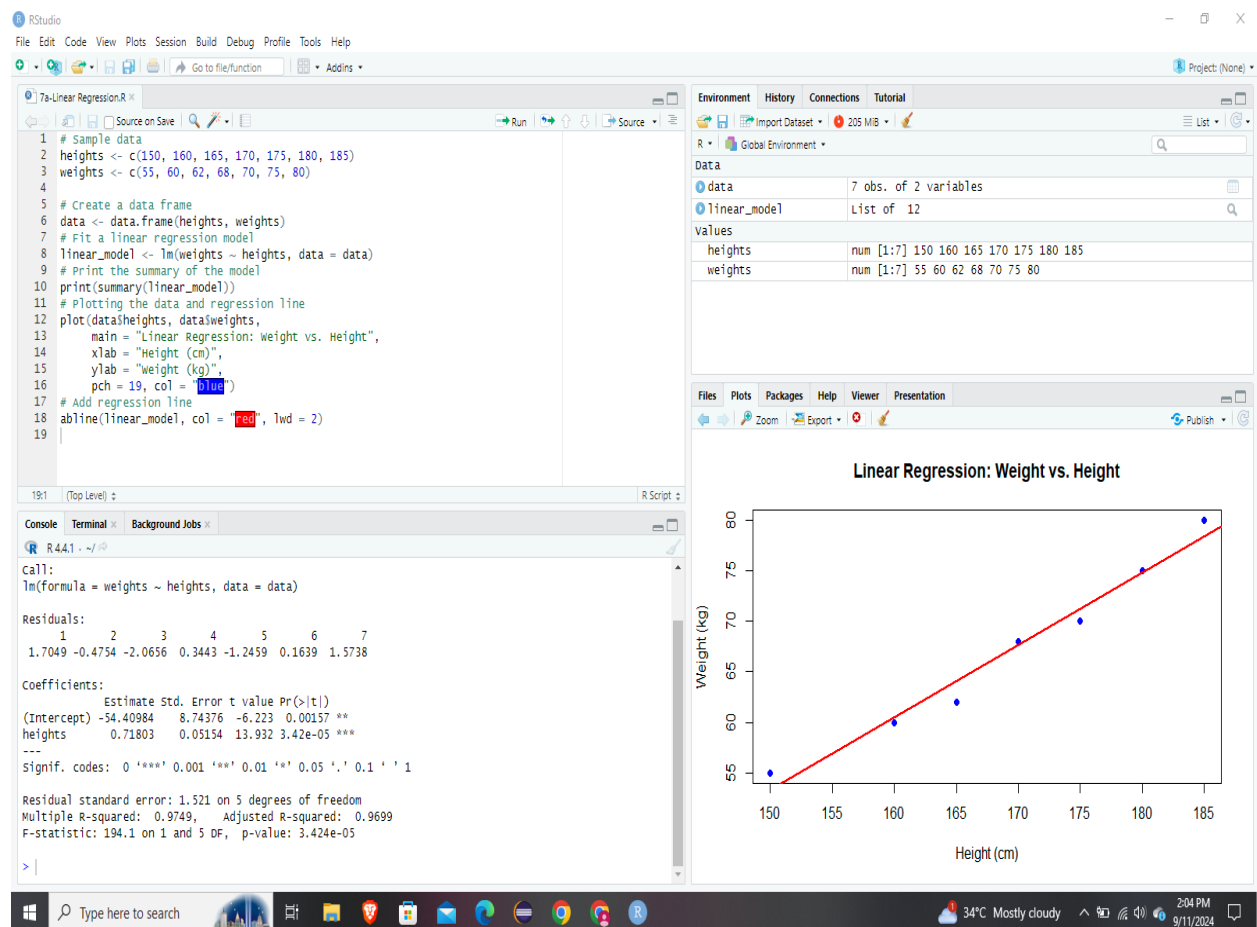 RStudio
File Edit Code View Plots Session Build Debug Profile Tools Help
Go to file/function Addins Project: (None)
7a-Linear Regression.R
Source on Save Run Source
1 # Sample data
2 heights <- c(150, 160, 165, 170, 175, 180, 185)
3 weights <- c(55, 60, 62, 68, 70, 75, 80)
4
5 # Create a data frame
6 data <- data.frame(heights, weights)
7 # Fit a linear regression model
8 linear_model <- lm(weights ~ heights, data = data)
9 # Print the summary of the model
10 print(summary(linear_model))
11 # Plotting the data and regression line
12 plot(data$heights, data$weights,
13 main = "Linear Regression: Weight vs. Height",
14 xlab = "Height (cm)",
15 ylab = "Weight (kg)",
16 pch = 19, col = "blue")
17 # Add regression line
18 abline(linear_model, col = "red", lwd = 2)
19
19:1 (Top Level) R Script
Console Terminal Background Jobs
R 4.4.1 · ~/
Call:
lm(formula = weights ~ heights, data = data)
Residuals:
1 2 3 4 5 6 7
1.7049 -0.4754 -2.0656 0.3443 -1.2459 0.1639 1.5738
Coefficients:
Estimate Std. Error t value Pr(>|t|)
(Intercept) -54.40984 8.74376 -6.223 0.00157 **
heights 0.71803 0.05154 13.932 3.42e-05 ***
---
Signif. codes: 0 ‘***’ 0.001 ‘**’ 0.01 ‘*’ 0.05 ‘.’ 0.1 ‘ ’ 1
Residual standard error: 1.521 on 5 degrees of freedom
Multiple R-squared: 0.9749, Adjusted R-squared: 0.9699
F-statistic: 194.1 on 1 and 5 DF, p-value: 3.424e-05
>
Environment History Connections Tutorial
Import Dataset 205 MiB List
R Global Environment
Data
data 7 obs. of 2 variables
linear_model List of 12
Values
heights num [1:7] 150 160 165 170 175 180 185
weights num [1:7] 55 60 62 68 70 75 80
Files Plots Packages Help Viewer Presentation
Zoom Export Publish
Linear Regression: Weight vs. Height
Weight (kg)
80
75
70
65
60
55
150 155 160 165 170 175 180 185
Height (cm)
Type here to search
34°C Mostly cloudy
2:04 PM
9/11/2024